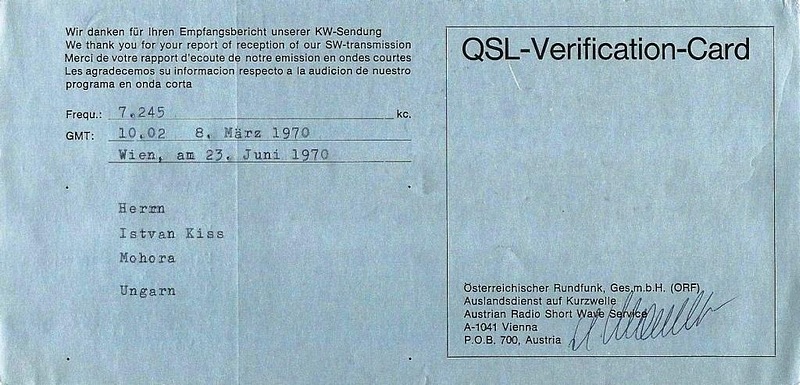 Wir danken für Ihren Empfangsbericht unserer KW-Sendung
We thank you for your report of reception of our SW-transmission
Merci de votre rapport d'ecoute de notre emission en ondes courtes
Les agradecemos su informacion respecto a la audicion de nuestro
programa en onda corta
Frequ.: 7.245 kc.
GMT: 10.02 8. März 1970
Wien, am 23. Juni 1970
Herrn
Istvan Kiss
Mohora
Ungarn
QSL-Verification-Card
Österreichischer Rundfunk, Ges.m.b.H. (ORF)
Auslandsdienst auf Kurzwelle
Austrian Radio Short Wave Service
A-1041 Vienna
P.O.B. 700, Austria